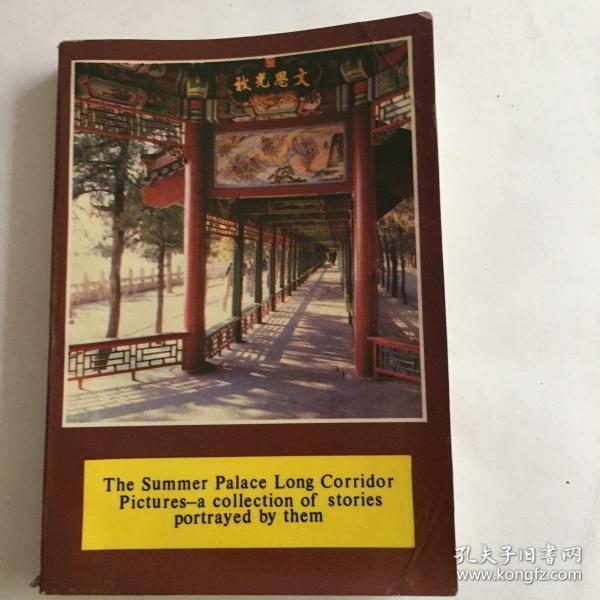 文思光被
The Summer Palace Long Corridor
Pictures—a collection of stories
portrayed by them
孔夫子旧书网
www.kongfz.com